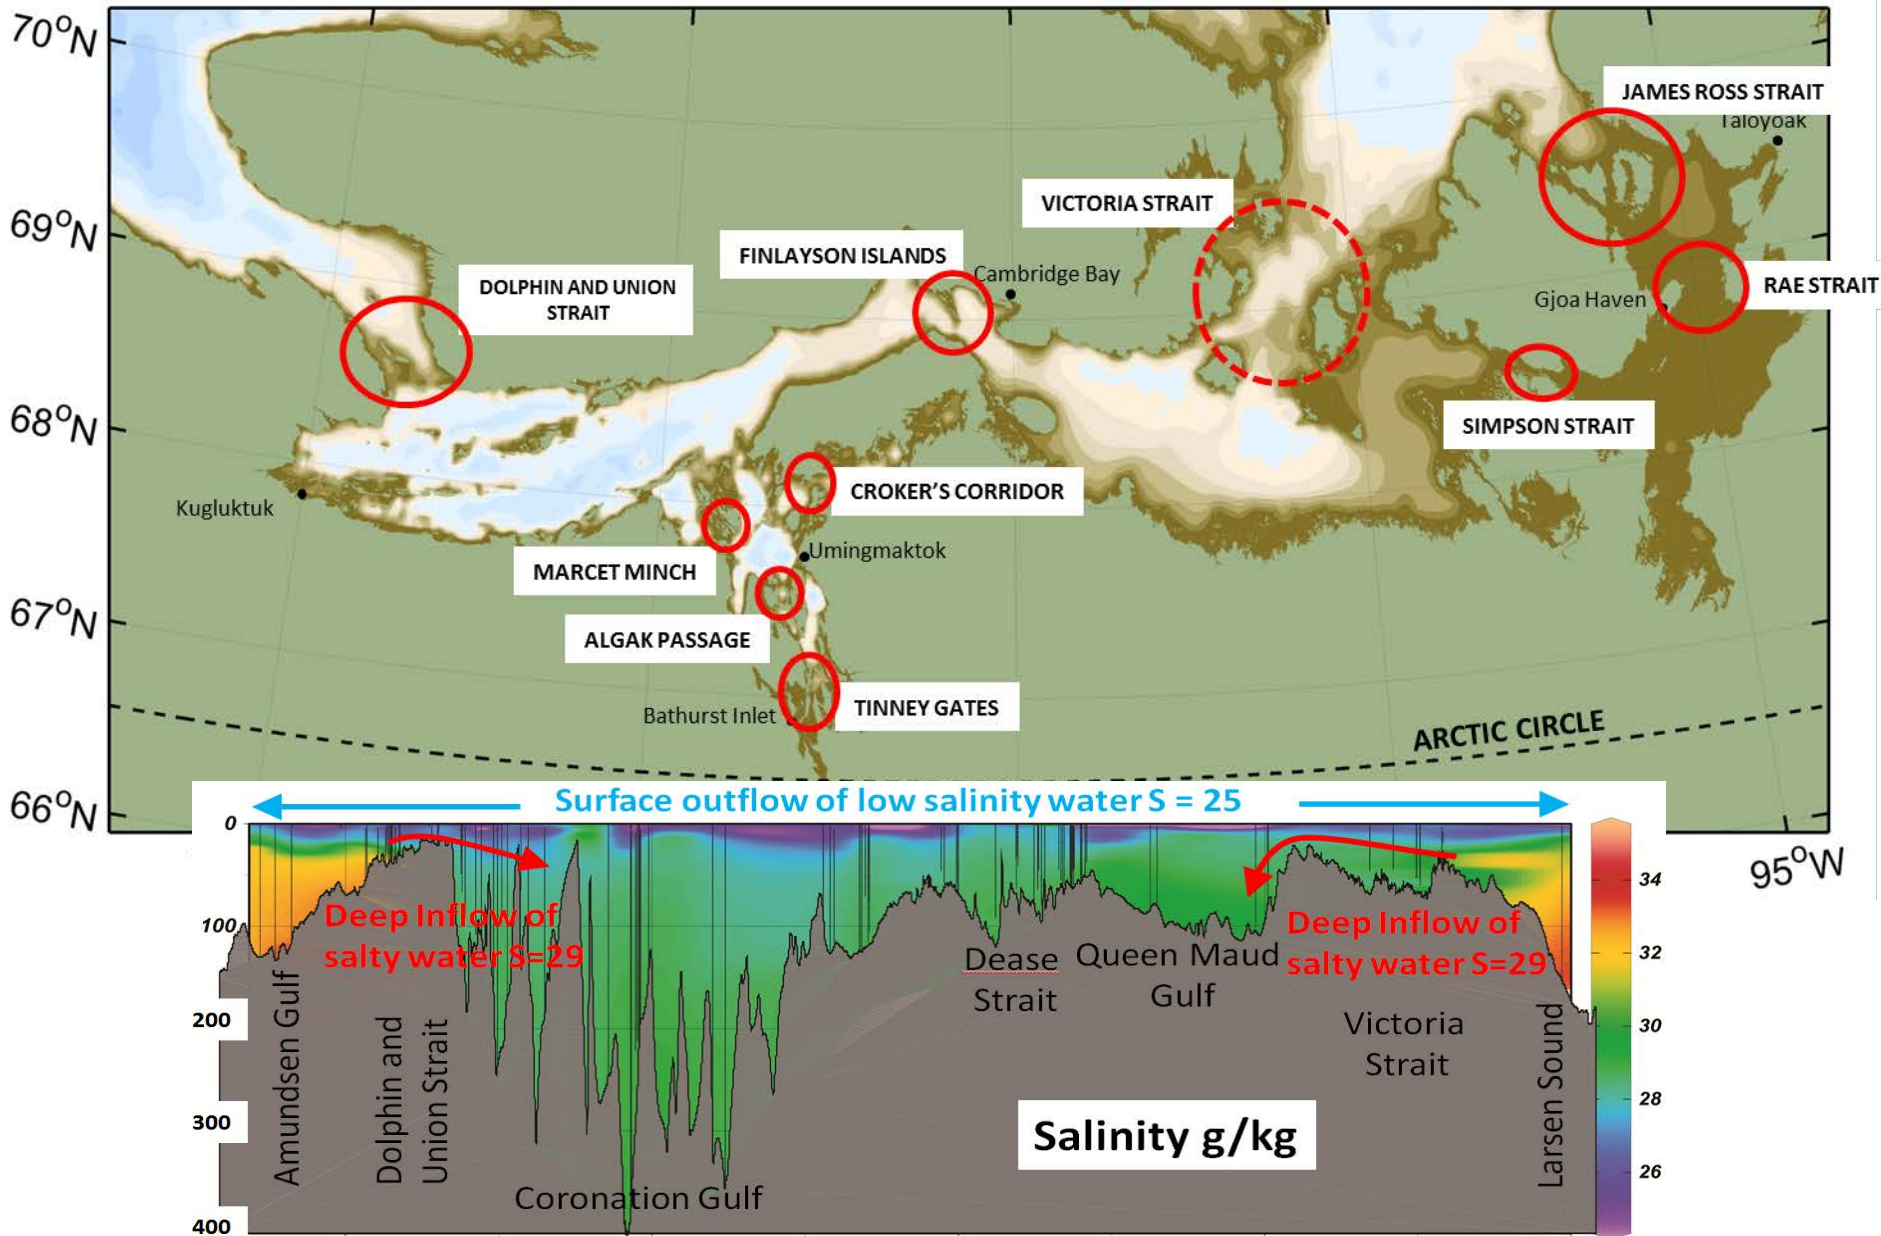 70°N
JAMES ROSS STRAIT
Taloyoak
VICTORIA STRAIT
69°N
FINLAYSON ISLANDS
Cambridge Bay
DOLPHIN AND UNION
STRAIT
RAE STRAIT
Gjoa Haven
68°N
SIMPSON STRAIT
CROKER'S CORRIDOR
Kugluktuk
Umingmaktok
MARCET MINCH
67°N
ALGAK PASSAGE
TINNEY GATES
Bathurst Inlet
ARCTIC CIRCLE
66°N
95°W
Surface outflow of low salinity water S = 25
0
100
200
300
400
Deep Inflow of
salty water S=29
Deep Inflow of
salty water S=29
Amundsen Gulf
Dolphin and
Union Strait
Coronation Gulf
Dease
Strait
Queen Maud
Gulf
Victoria
Strait
Larsen Sound
Salinity g/kg
34
32
30
28
26